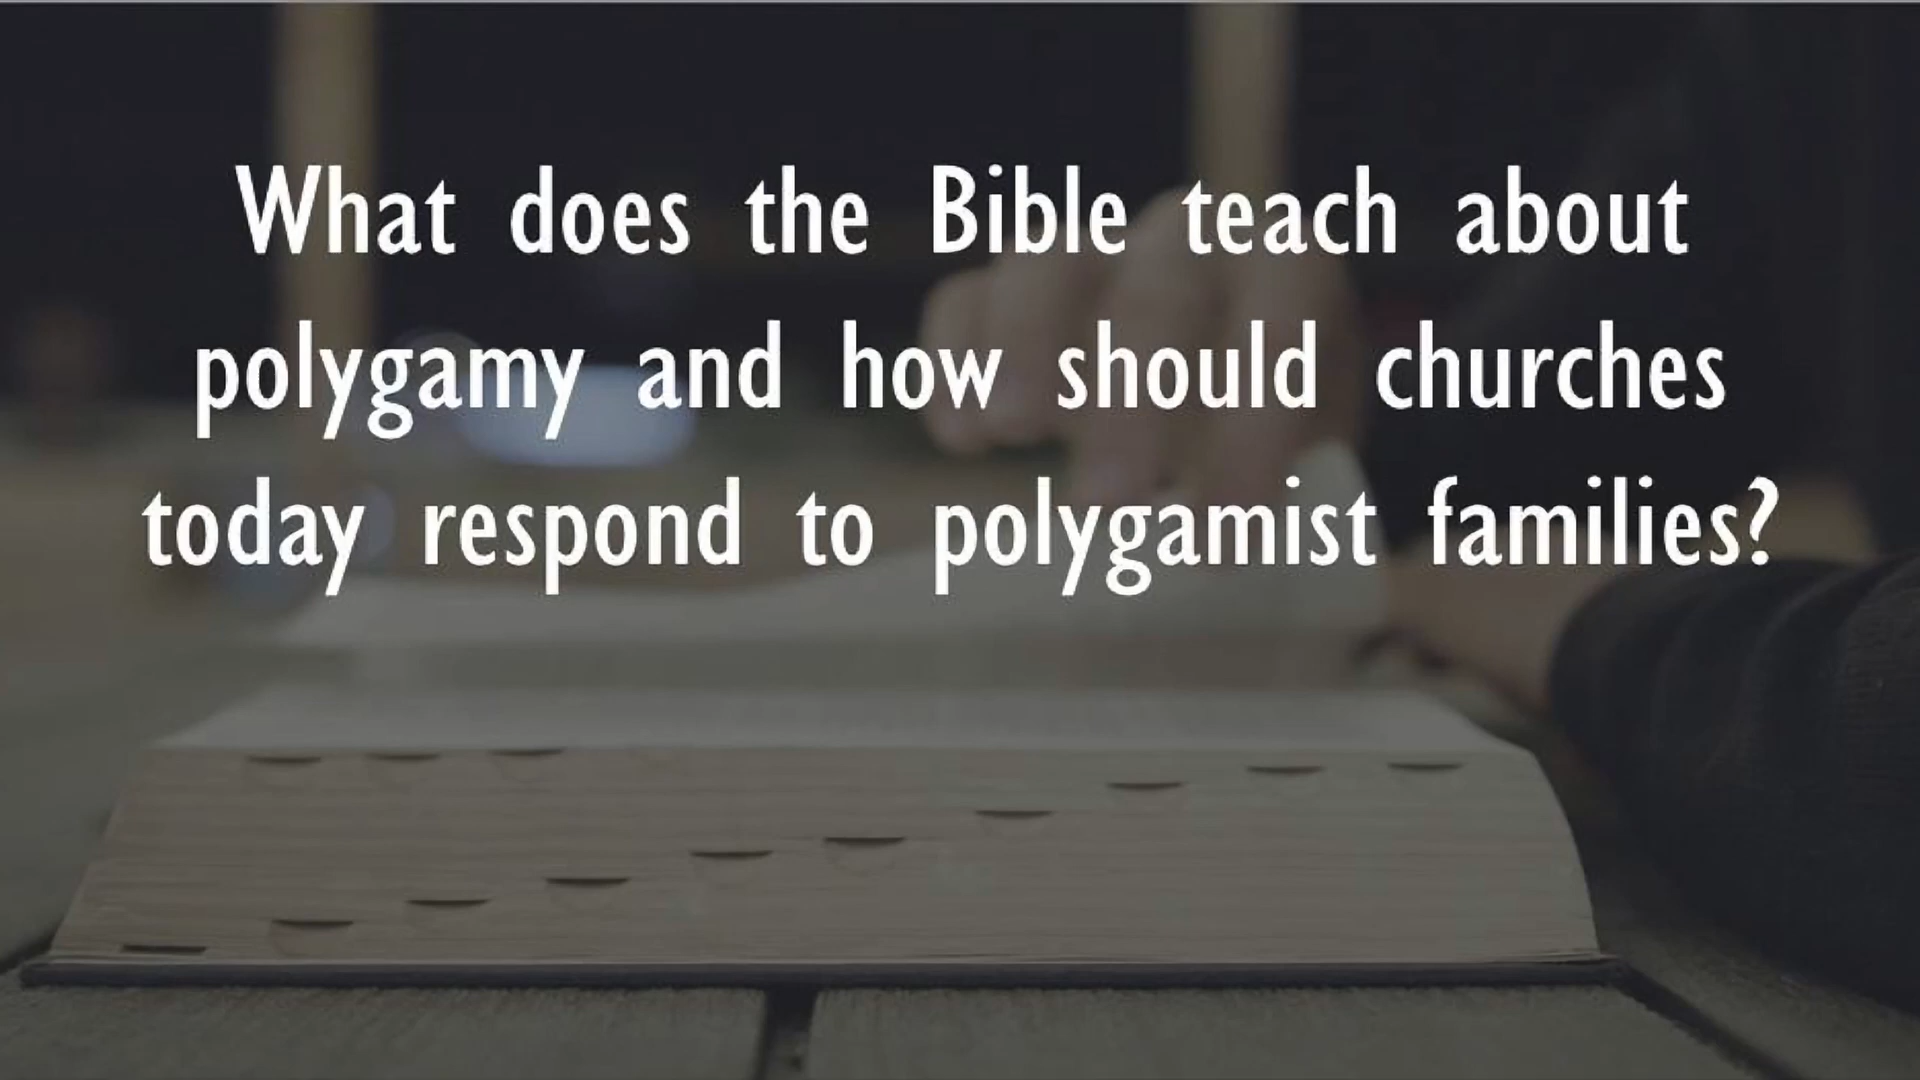 What does the Bible teach about
polygamy and how should churches
today respond to polygamist families?